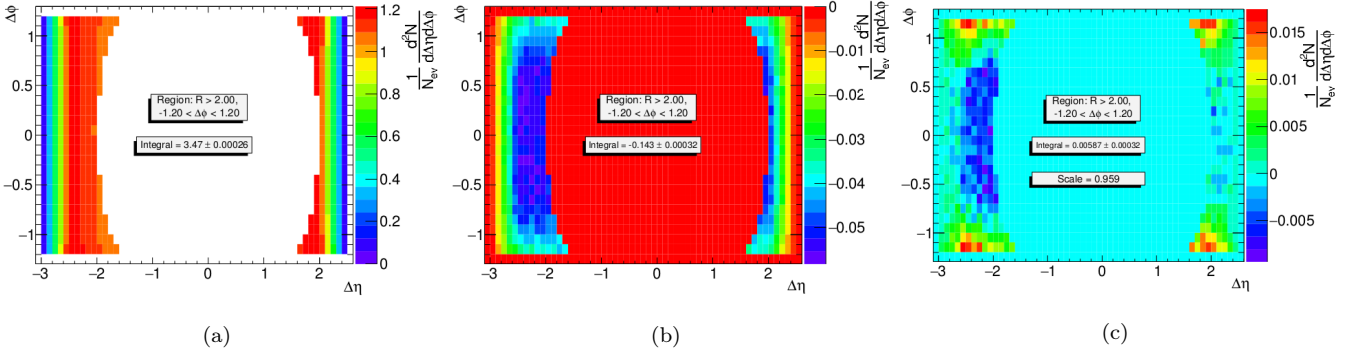 Δφ
1
0.5
0
−0.5
−1
−3
−2
−1
0
1
2
Δη
Region: R > 2.00,
-1.20 < Δφ < 1.20
Integral = 3.47 ± 0.00026
1.2
1
0.8
0.6
0.4
0.2
0
1/N_ev d²N/dΔηdΔφ
(a)
Δφ
1
0.5
0
−0.5
−1
−3
−2
−1
0
1
2
Δη
Region: R > 2.00,
-1.20 < Δφ < 1.20
Integral = -0.143 ± 0.00032
0
−0.01
−0.02
−0.03
−0.04
−0.05
1/N_ev d²N/dΔηdΔφ
(b)
Δφ
1
0.5
0
−0.5
−1
−3
−2
−1
0
1
2
Δη
Region: R > 2.00,
-1.20 < Δφ < 1.20
Integral = 0.00587 ± 0.00032
Scale = 0.959
0.015
0.01
0.005
0
−0.005
1/N_ev d²N/dΔηdΔφ
(c)